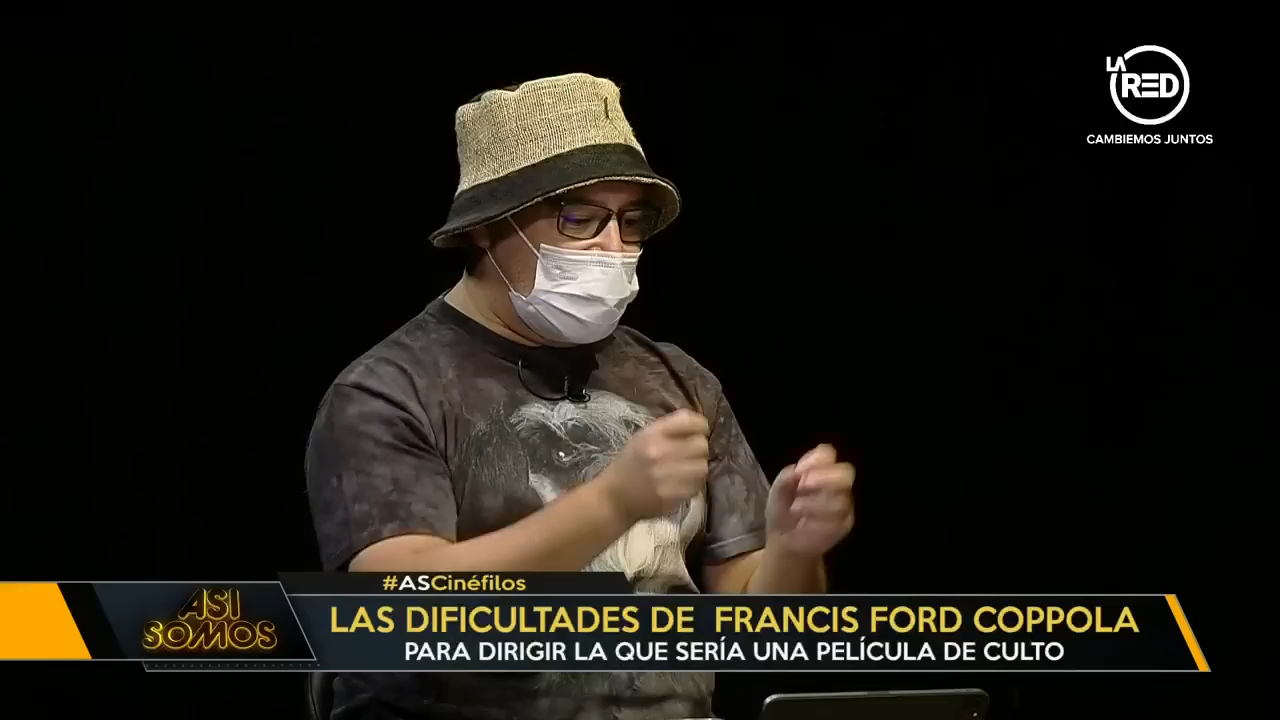 LA
RED
CAMBIEMOS JUNTOS
#ASCinéfilos
ASI
SOMOS
LAS DIFICULTADES DE FRANCIS FORD COPPOLA
PARA DIRIGIR LA QUE SERÍA UNA PELÍCULA DE CULTO